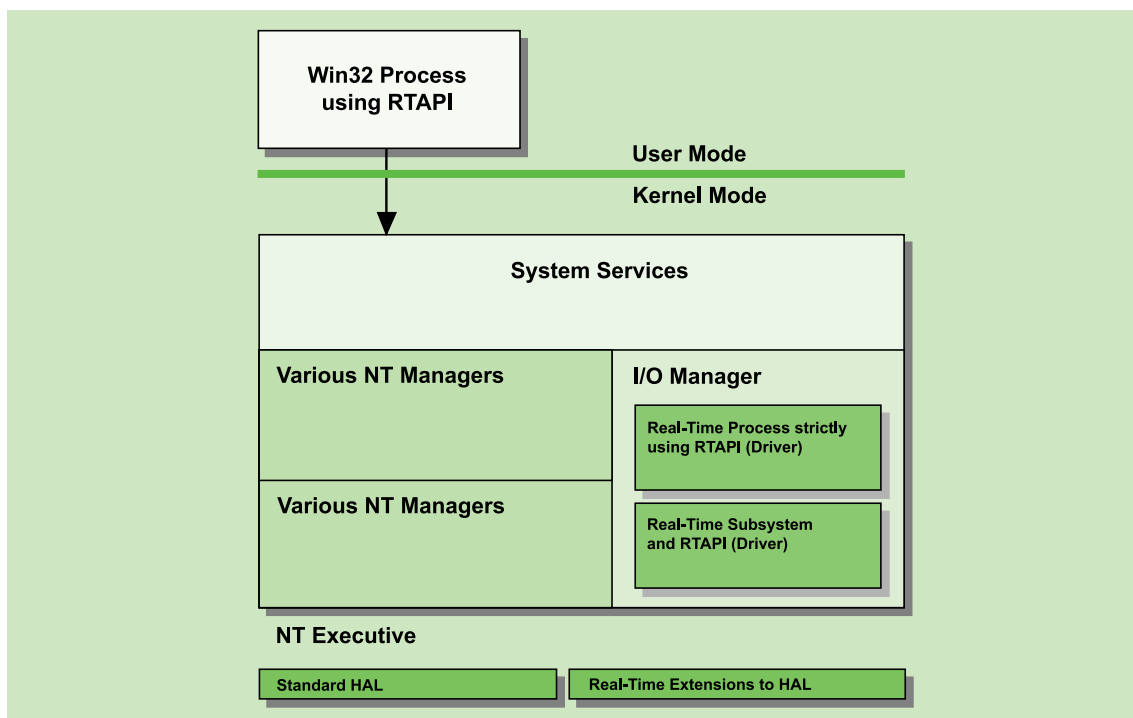 Win32 Process
using RTAPI
User Mode
Kernel Mode
System Services
Various NT Managers
I/O Manager
Real-Time Process strictly
using RTAPI (Driver)
Various NT Managers
Real-Time Subsystem
and RTAPI (Driver)
NT Executive
Standard HAL
Real-Time Extensions to HAL